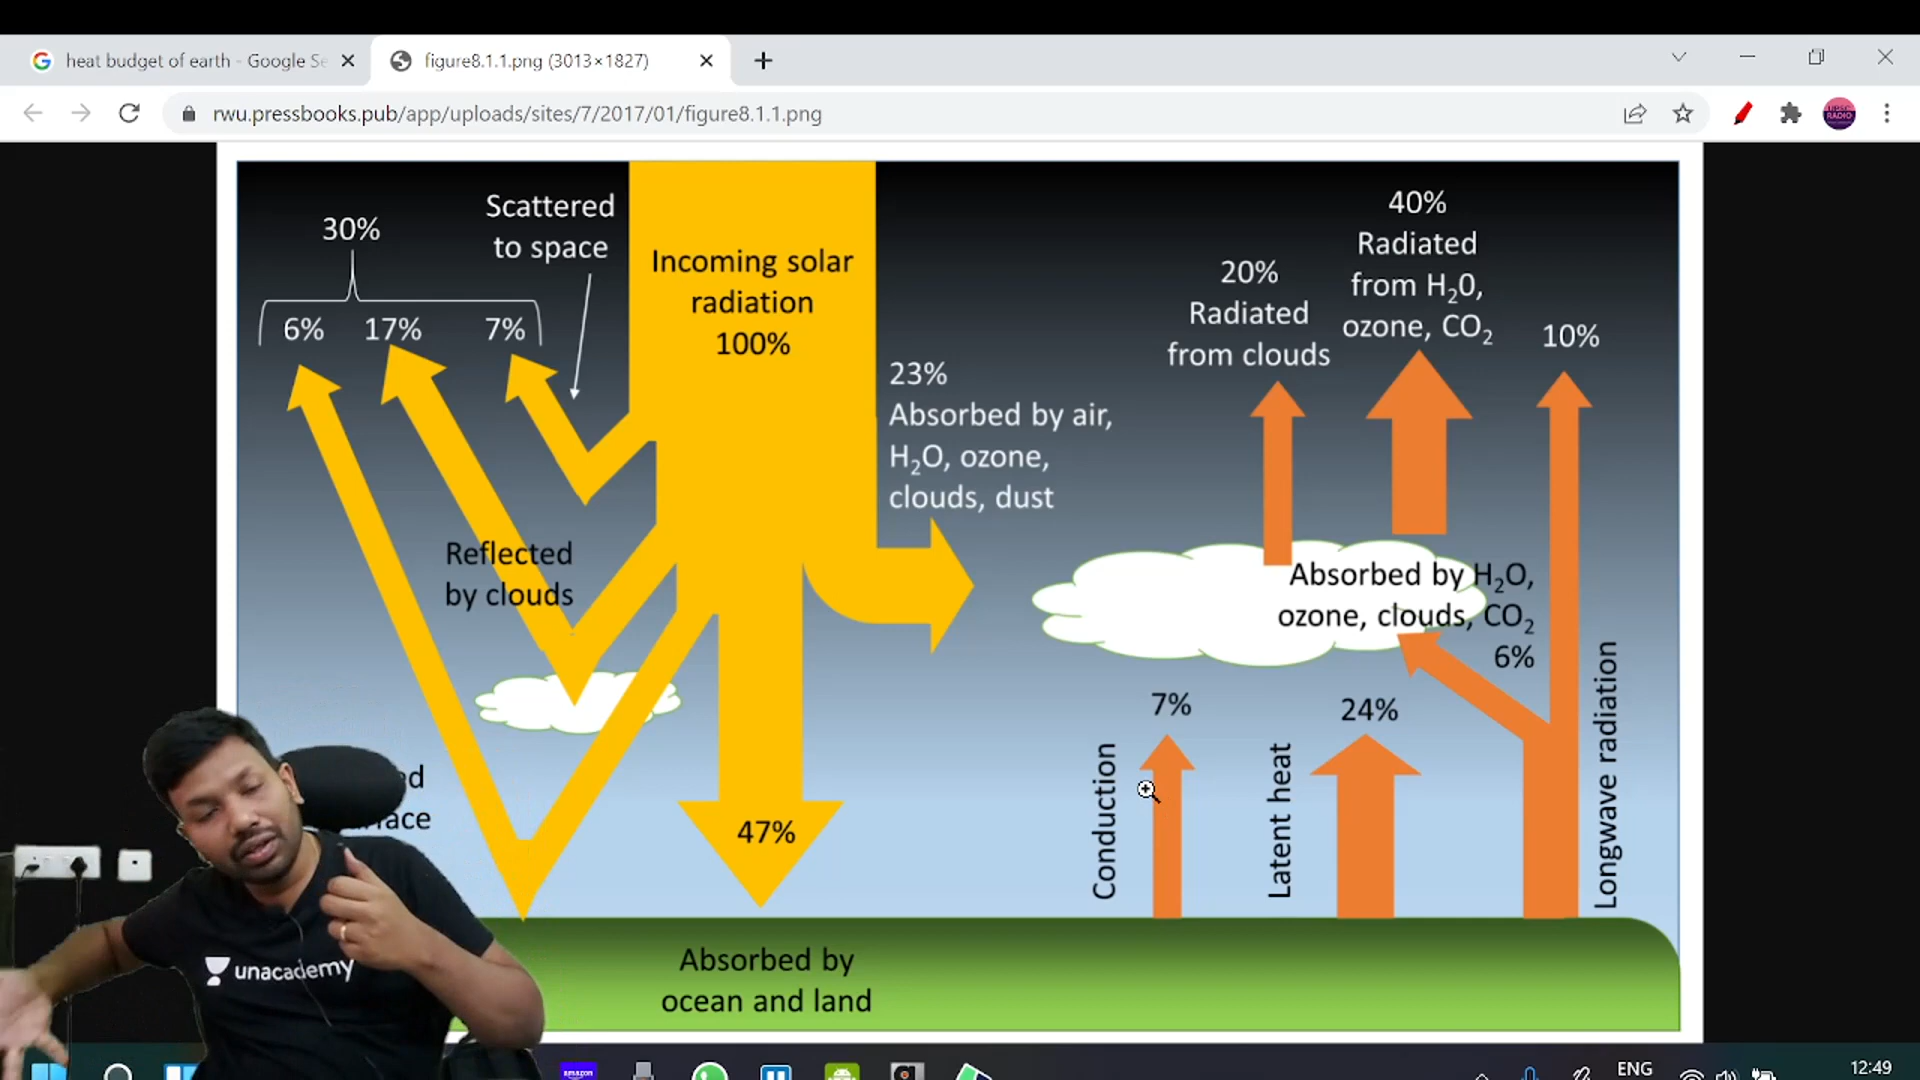 heat budget of earth - Google Se
figure8.1.1.png (3013×1827)
rwu.pressbooks.pub/app/uploads/sites/7/2017/01/figure8.1.1.png
UPSC
RADIO
30%
6%
17%
7%
Scattered
to space
Incoming solar
radiation
100%
23%
Absorbed by air,
H₂O, ozone,
clouds, dust
20%
Radiated
from clouds
40%
Radiated
from H₂0,
ozone, CO₂
10%
Reflected
by clouds
Absorbed by H₂O,
ozone, clouds, CO₂
6%
7%
24%
Conduction
Latent heat
Longwave radiation
47%
Absorbed by
ocean and land
unacademy
amazon
ENG
12:49